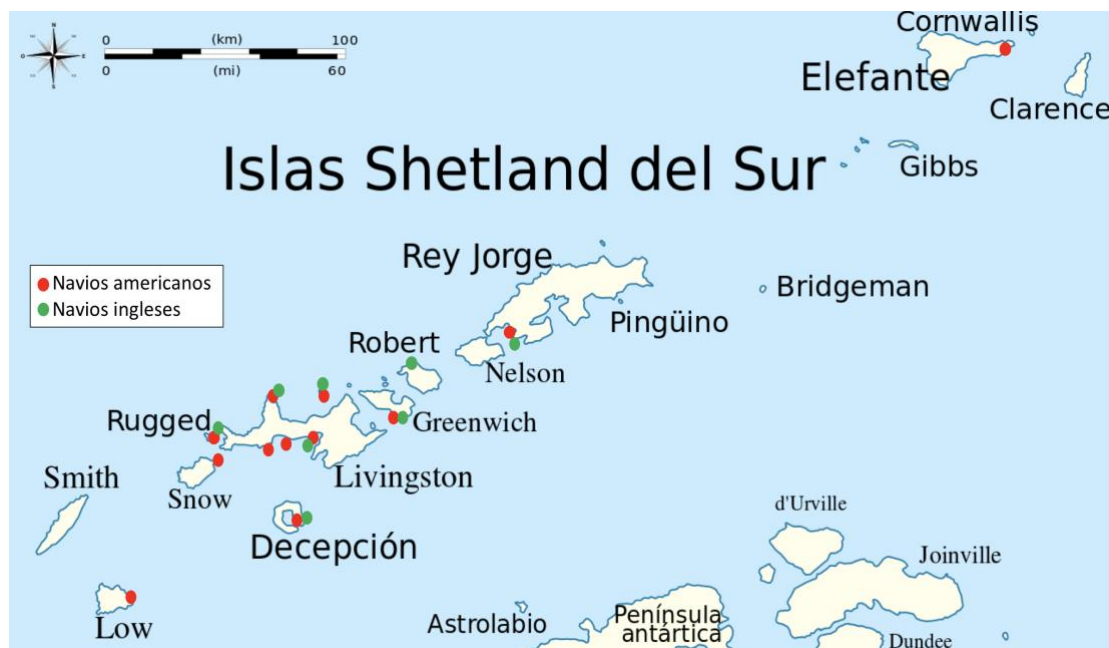 N
O
E
S
0 (km) 100
0 (mi) 60
Cornwallis
Elefante
Clarence
Gibbs
Islas Shetland del Sur
Rey Jorge
Bridgeman
Navios americanos
Navios ingleses
Pingüino
Robert
Nelson
Rugged
Greenwich
Smith
Snow
Livingston
Decepción
d'Urville
Joinville
Low
Astrolabio
Península
antártica
Dundee